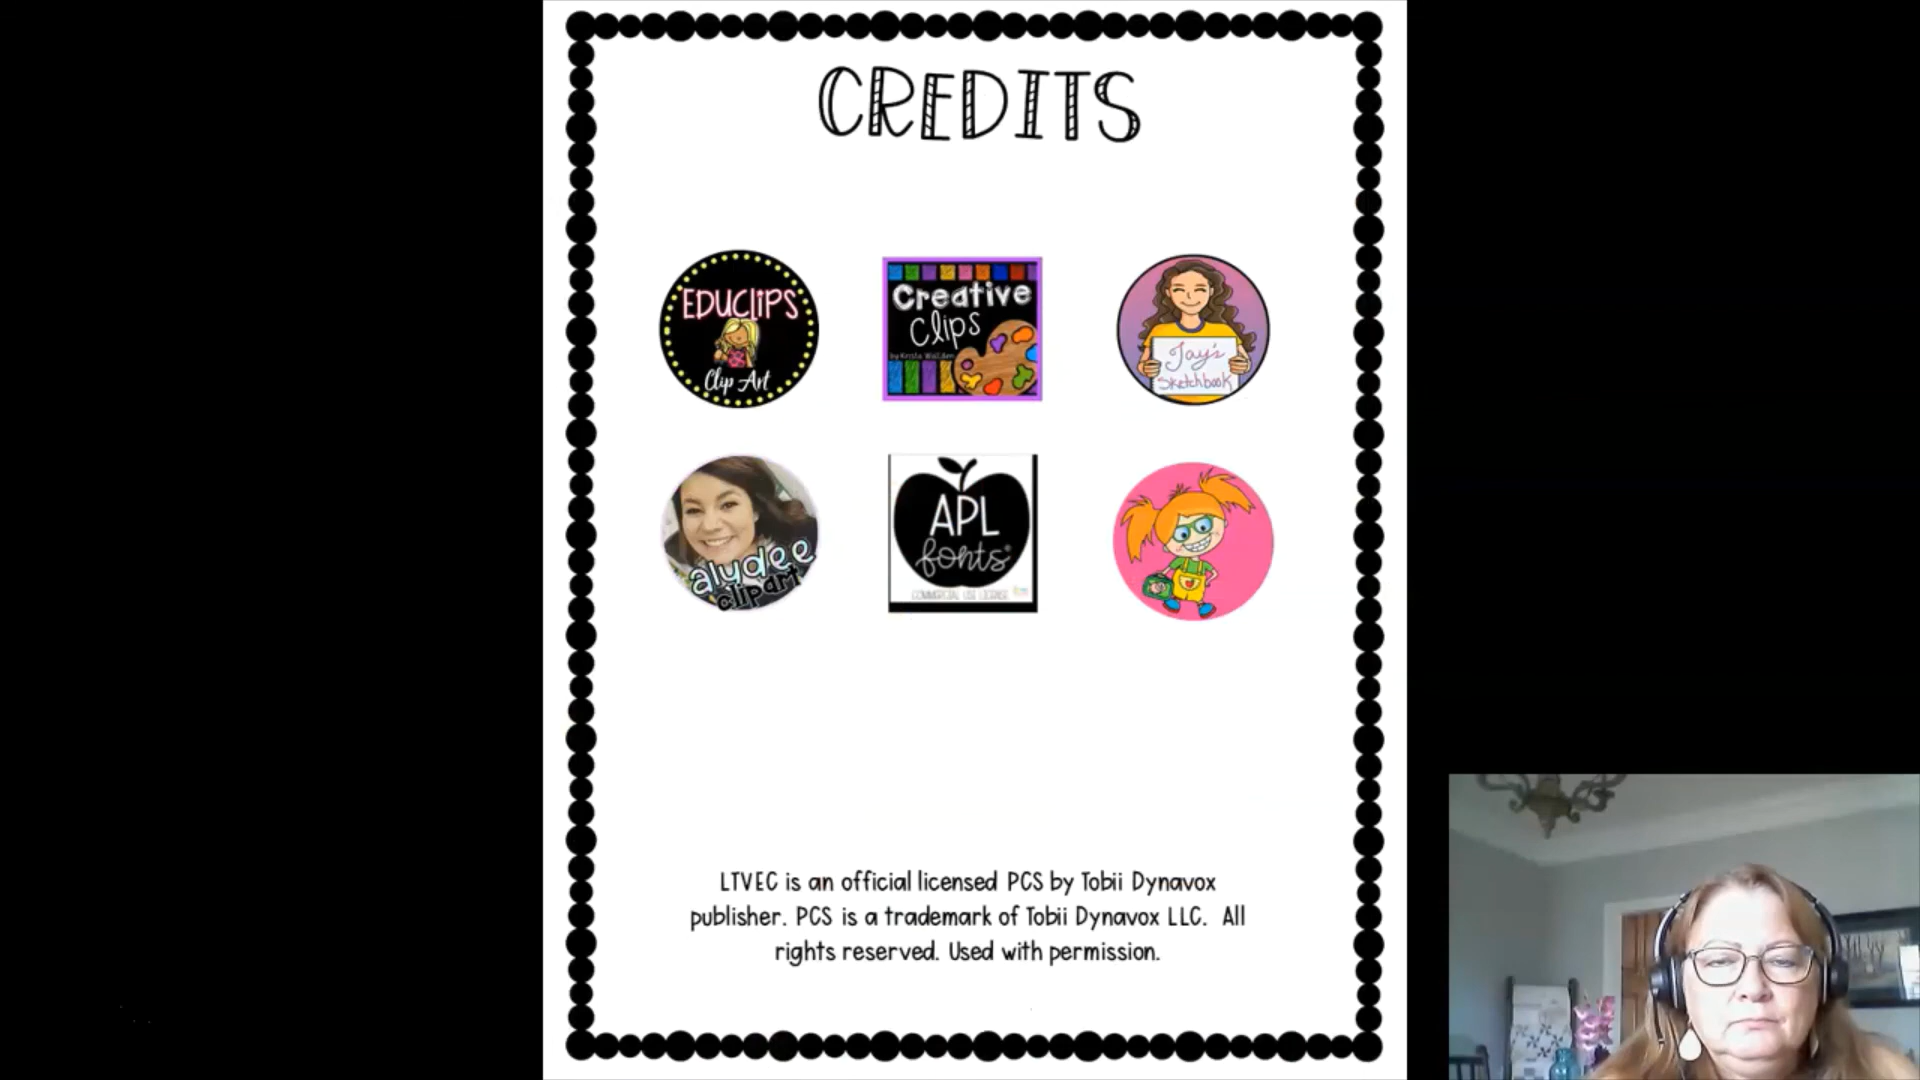 CREDITS
EDUCLIPS
Clip Art
Creative
Clips
by Krista Wallden
Jay's
Sketchbook
alydee
clipart
APL
fonts
COMMERCIAL USE LICENSE
LTVEC is an official licensed PCS by Tobii Dynavox
publisher. PCS is a trademark of Tobii Dynavox LLC. All
rights reserved. Used with permission.